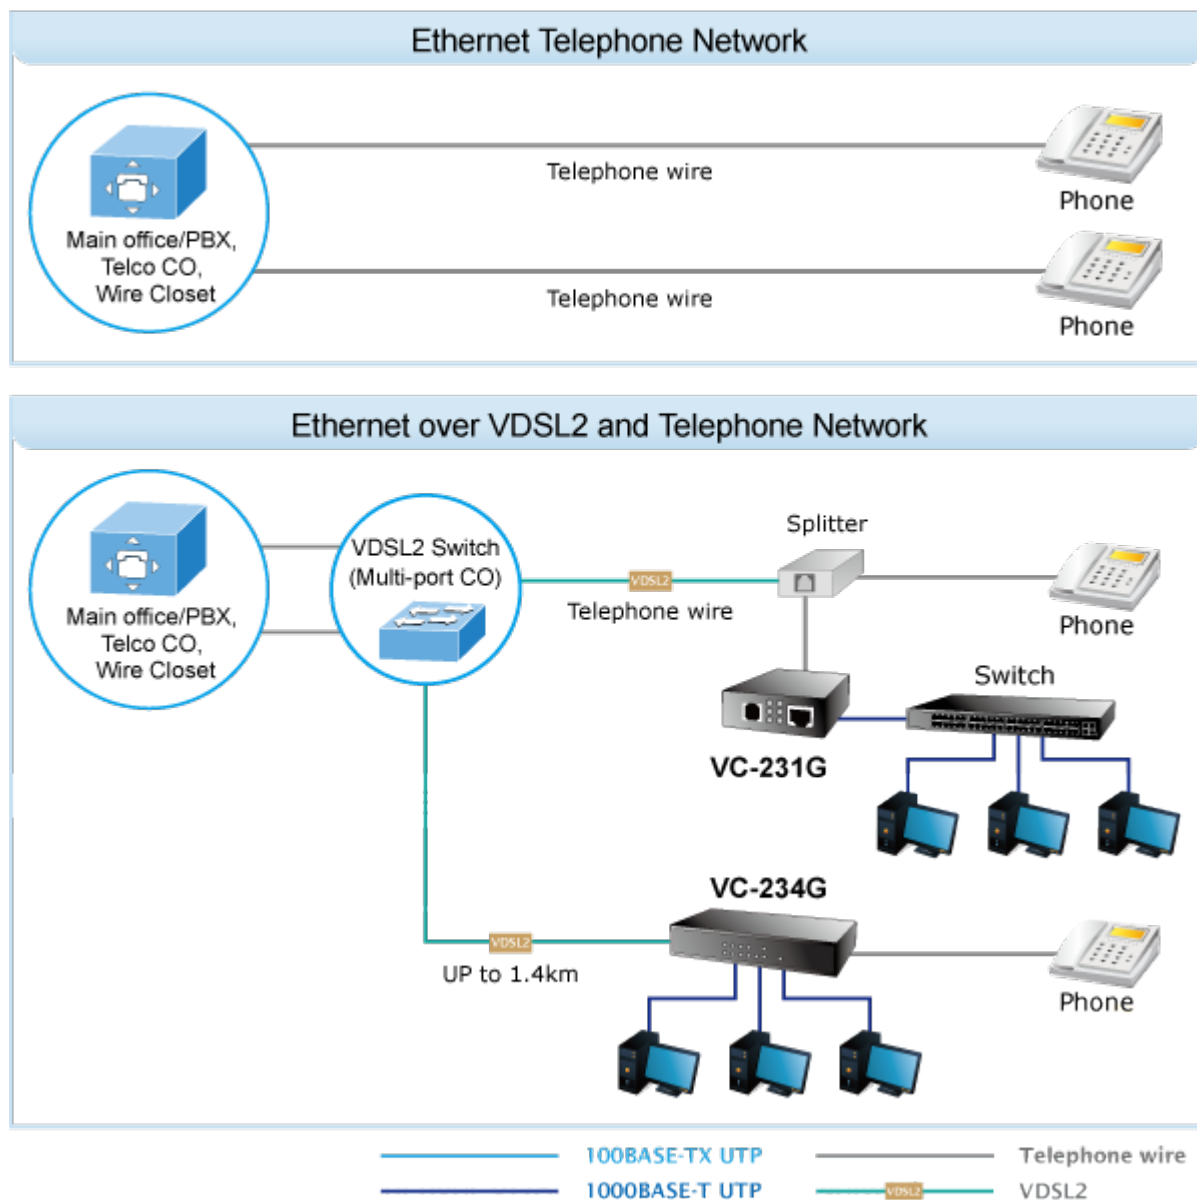 Ethernet Telephone Network
Telephone wire
Phone
Main office/PBX,
Telco CO,
Wire Closet
Telephone wire
Phone
Ethernet over VDSL2 and Telephone Network
Splitter
VDSL2 Switch
(Multi-port CO)
VDSL2
Telephone wire
Phone
Main office/PBX,
Telco CO,
Wire Closet
Switch
VC-231G
VC-234G
VDSL2
UP to 1.4km
Phone
100BASE-TX UTP
Telephone wire
1000BASE-T UTP
VDSL2
VDSL2